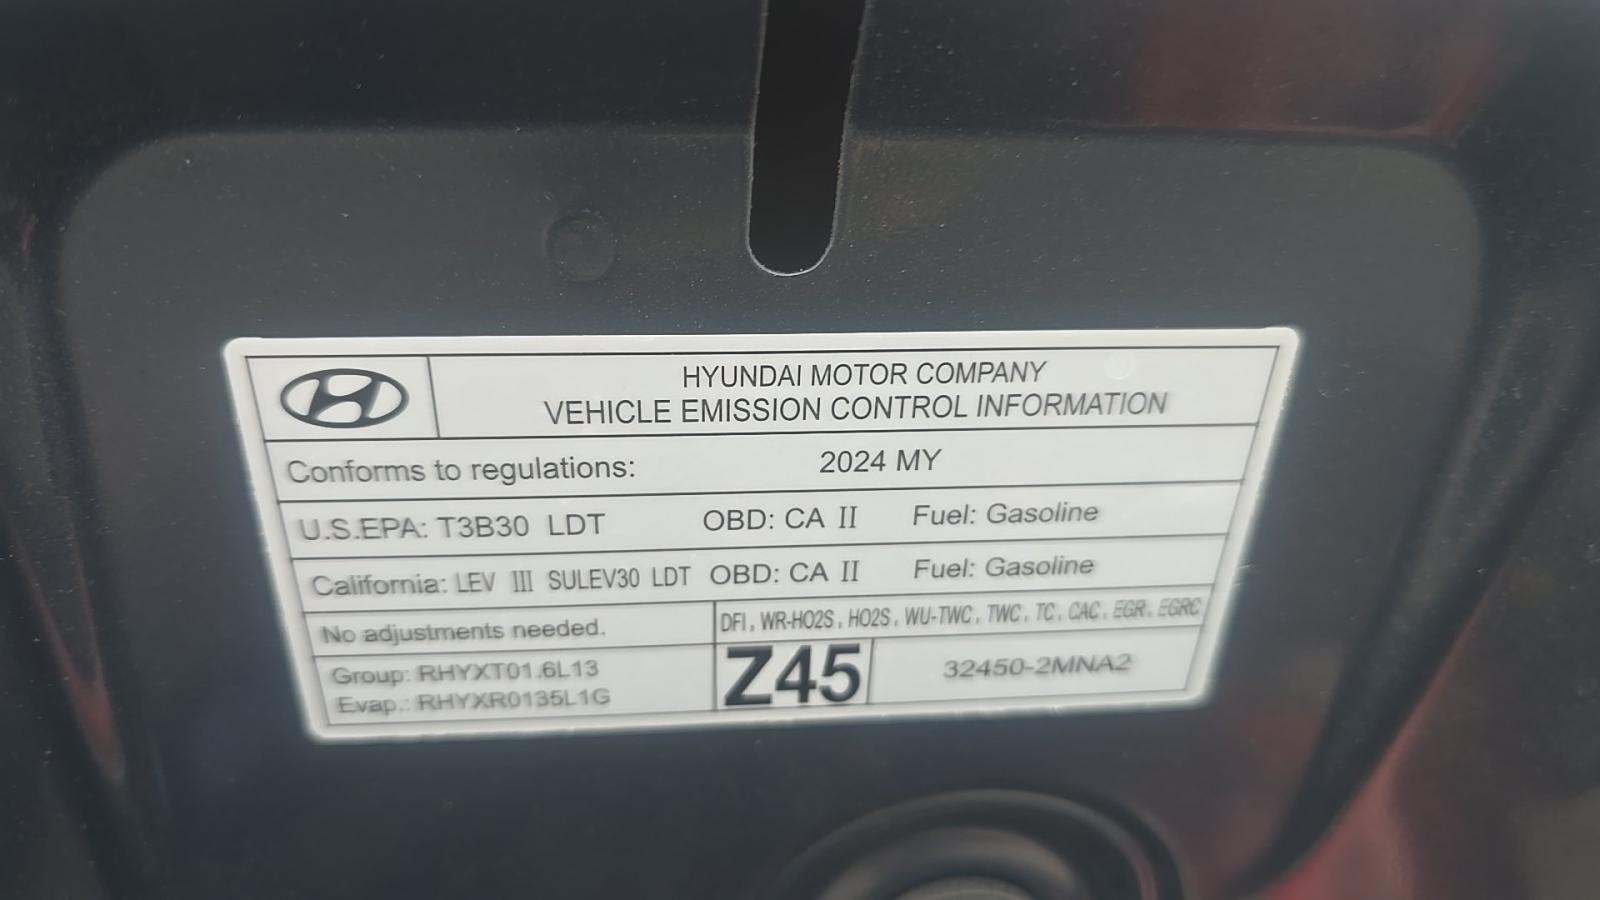 HYUNDAI MOTOR COMPANY
VEHICLE EMISSION CONTROL INFORMATION
Conforms to regulations: 2024 MY
U.S.EPA: T3B30 LDT OBD: CA II Fuel: Gasoline
California: LEV III SULEV30 LDT OBD: CA II Fuel: Gasoline
No adjustments needed.
DFI, WR-HO2S, HO2S, WU-TWC, TWC, TC, CAC, EGR, EGRC
Group: RHYXT01.6L13
Evap.: RHYXR0135L1G
Z45
32450-2MNA2